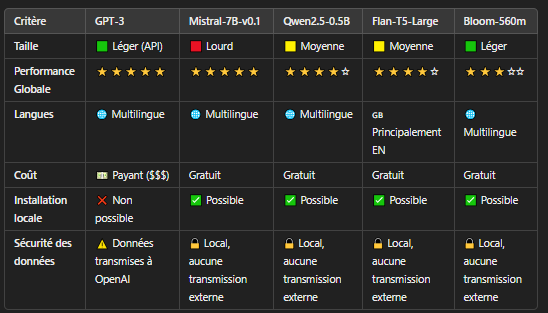 Critère GPT-3 Mistral-7B-v0.1 Qwen2.5-0.5B Flan-T5-Large Bloom-560m
Taille 🟩 Léger (API) 🟥 Lourd 🟨 Moyenne 🟨 Moyenne 🟩 Léger
Performance ★ ★ ★ ★ ★ ★ ★ ★ ★ ★ ★ ★ ★ ★ ☆ ★ ★ ★ ★ ☆ ★ ★ ★ ☆☆
Globale
Langues 🌐 Multilingue 🌐 Multilingue 🌐 Multilingue GB 🌐
Principalement Multilingue
EN
Coût 💵 Payant ($$$) Gratuit Gratuit Gratuit Gratuit
Installation ❌ Non ✅ Possible ✅ Possible ✅ Possible ✅ Possible
locale possible
Sécurité des ⚠️ Données 🔒 Local, 🔒 Local, 🔒 Local, 🔒 Local,
données transmises à aucune aucune aucune aucune
OpenAI transmission transmission transmission transmission
externe externe externe externe